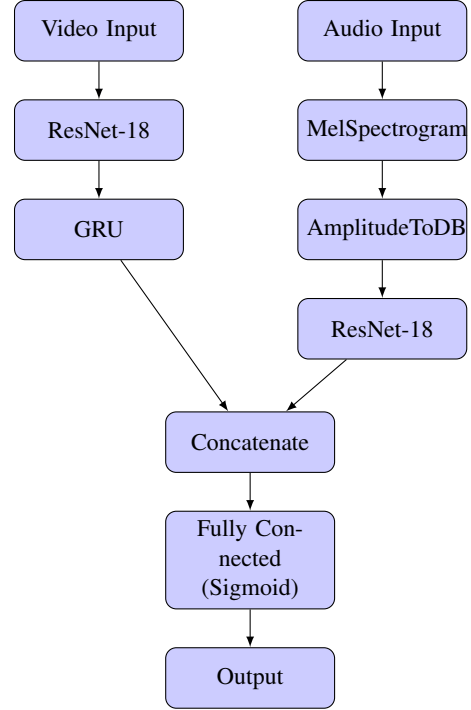 Video Input
Audio Input
ResNet-18
MelSpectrogram
GRU
AmplitudeToDB
ResNet-18
Concatenate
Fully Con-
nected
(Sigmoid)
Output